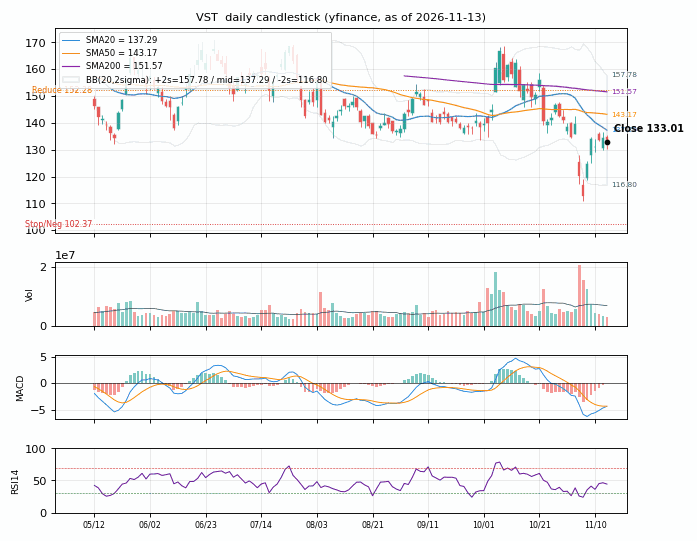 VST  daily candlestick (yfinance, as of 2026-11-13)
SMA20 = 137.29
SMA50 = 143.17
SMA200 = 151.57
BB(20,2sigma): +2s=157.78 / mid=137.29 / -2s=116.80
170
160
150
140
130
120
110
100
Reduce 152.28
Stop/Neg 102.37
157.78
151.57
143.17
Close 133.01
116.80
1e7
2
0
Vol
5
0
−5
MACD
100
50
0
RSI14
05/12
06/02
06/23
07/14
08/03
08/21
09/11
10/01
10/21
11/10